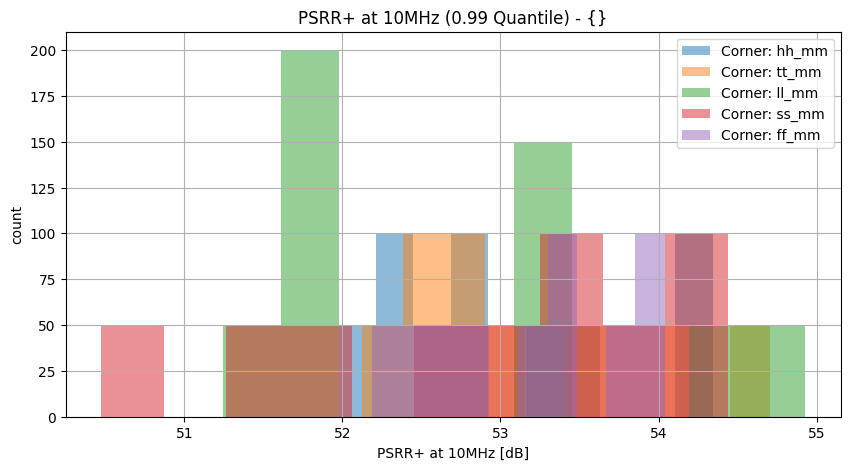 PSRR+ at 10MHz (0.99 Quantile) - {}
Corner: hh_mm
Corner: tt_mm
Corner: ll_mm
Corner: ss_mm
Corner: ff_mm
count
200
175
150
125
100
75
50
25
0
51 52 53 54 55
PSRR+ at 10MHz [dB]